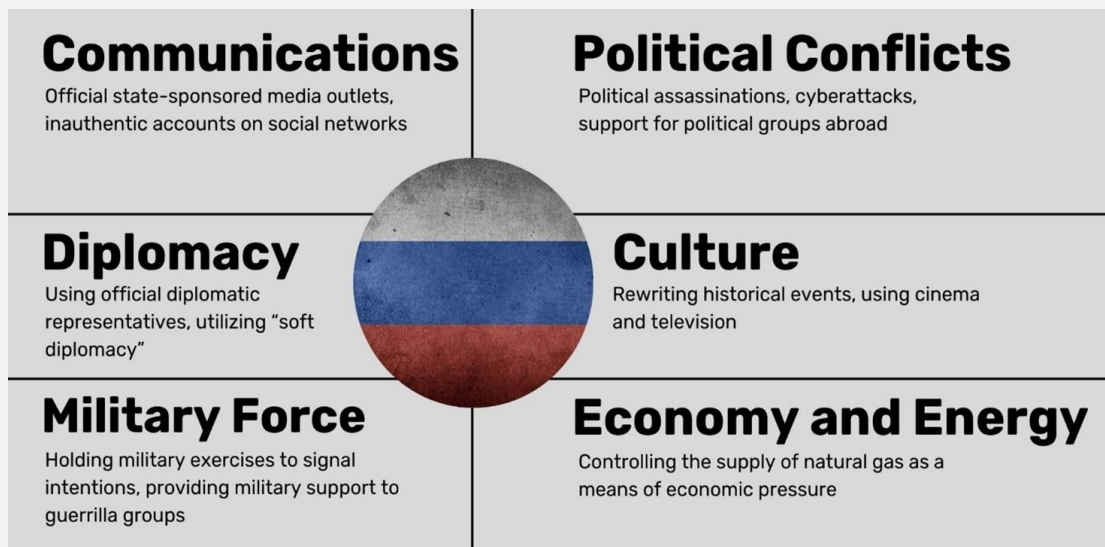 Communications
Official state-sponsored media outlets,
inauthentic accounts on social networks
Political Conflicts
Political assassinations, cyberattacks,
support for political groups abroad
Diplomacy
Using official diplomatic
representatives, utilizing “soft
diplomacy”
Culture
Rewriting historical events, using cinema
and television
Military Force
Holding military exercises to signal
intentions, providing military support to
guerrilla groups
Economy and Energy
Controlling the supply of natural gas as a
means of economic pressure